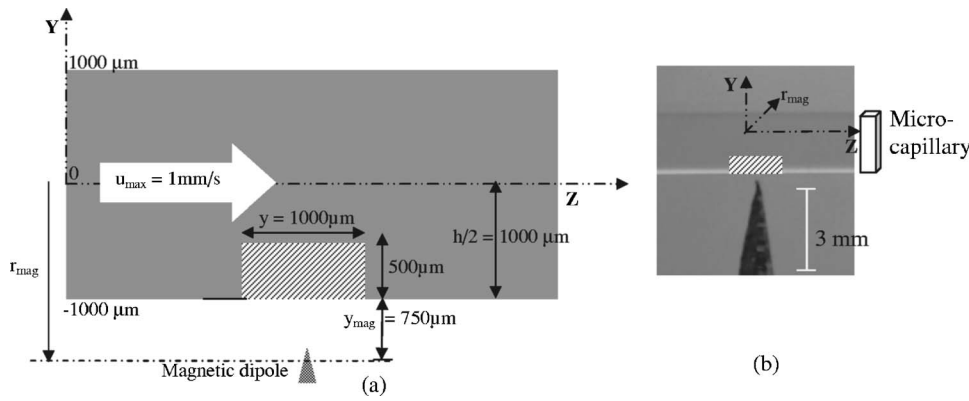 Y
1000 µm
0
u_max = 1mm/s
Z
y = 1000µm
h/2 = 1000 µm
500µm
r_mag
-1000 µm
y_mag = 750µm
Magnetic dipole
(a)
Y
r_mag
Z
Micro-
capillary
3 mm
(b)